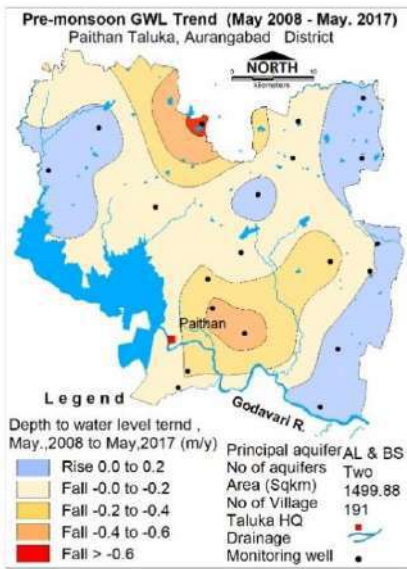 Pre-monsoon GWL Trend (May 2008 - May. 2017)
Paithan Taluka, Aurangabad District
NORTH
0 10
kilometers
Paithan
Godavari R.
Legend
Depth to water level ternd ,
May.,2008 to May,2017 (m/y)
Rise 0.0 to 0.2
Fall -0.0 to -0.2
Fall -0.2 to -0.4
Fall -0.4 to -0.6
Fall > -0.6
Principal aquifer AL & BS
No of aquifers Two
Area (Sqkm) 1499.88
No of Village 191
Taluka HQ
Drainage
Monitoring well